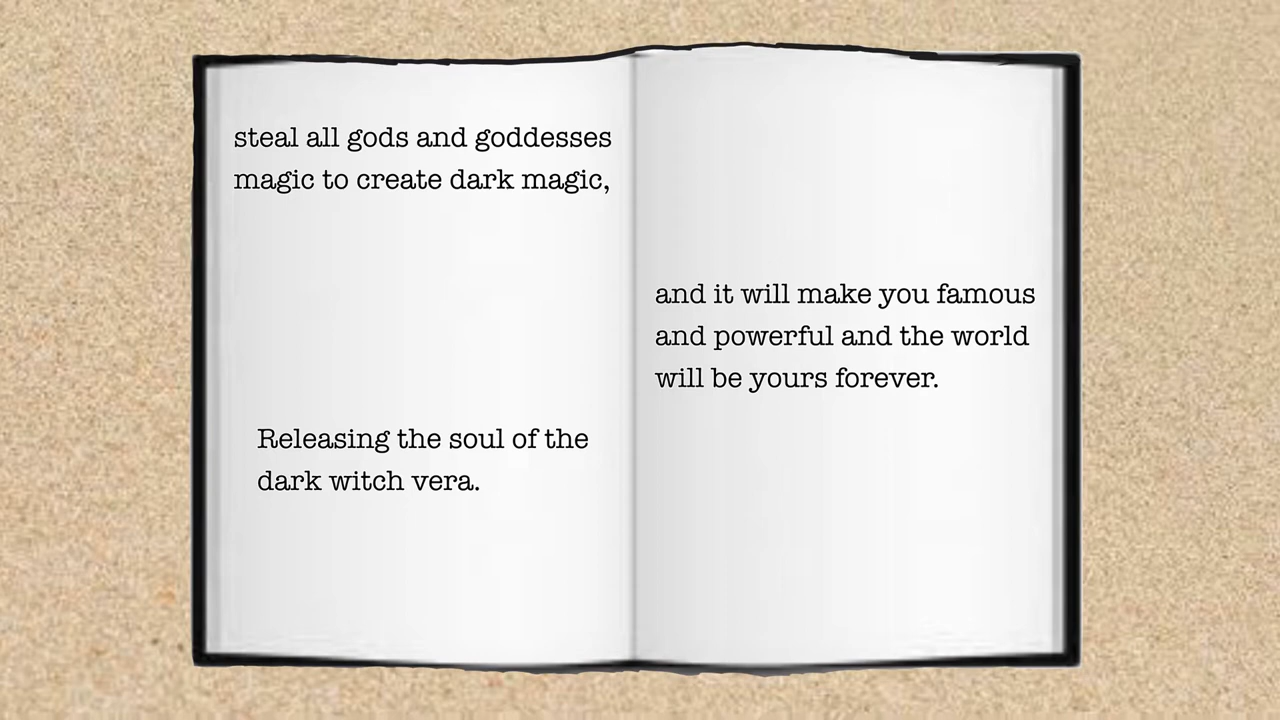 steal all gods and goddesses
magic to create dark magic,
Releasing the soul of the
dark witch vera.
and it will make you famous
and powerful and the world
will be yours forever.